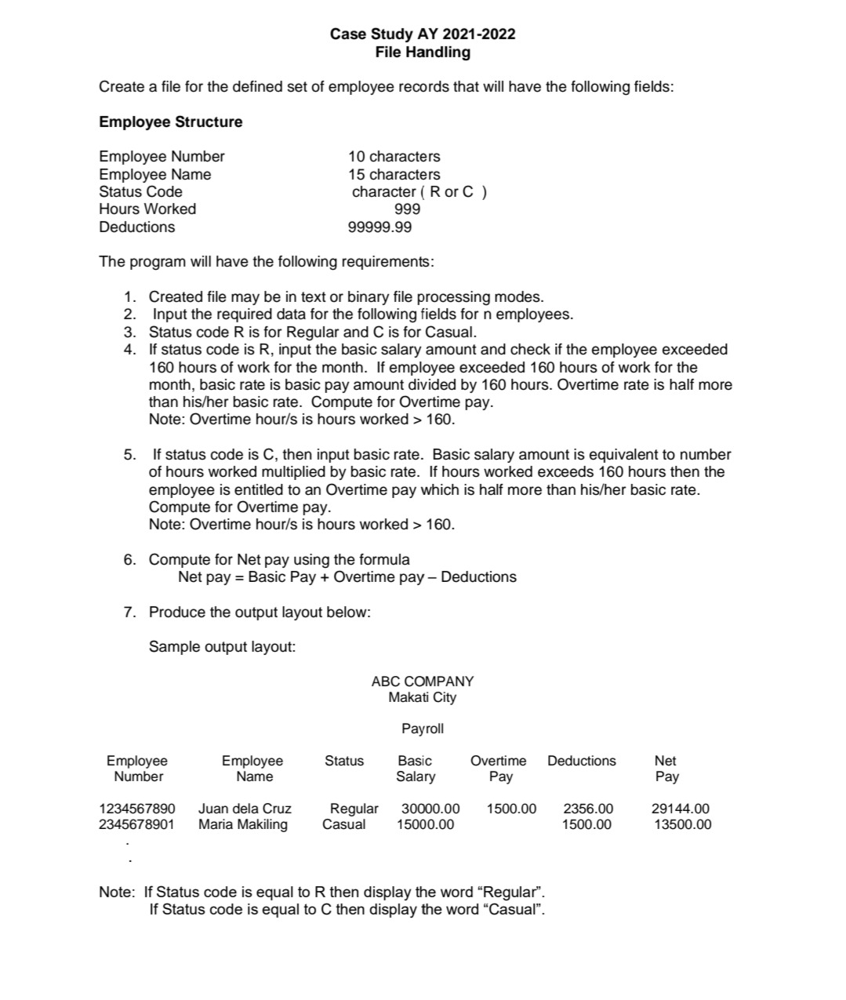 Case Study AY 2021-2022
File Handling
Create a file for the defined set of employee records that will have the following fields:
Employee Structure
Employee Number 10 characters
Employee Name 15 characters
Status Code character ( R or C )
Hours Worked 999
Deductions 99999.99
The program will have the following requirements:
1. Created file may be in text or binary file processing modes.
2. Input the required data for the following fields for n employees.
3. Status code R is for Regular and C is for Casual.
4. If status code is R, input the basic salary amount and check if the employee exceeded
160 hours of work for the month. If employee exceeded 160 hours of work for the
month, basic rate is basic pay amount divided by 160 hours. Overtime rate is half more
than his/her basic rate. Compute for Overtime pay.
Note: Overtime hour/s is hours worked > 160.
5. If status code is C, then input basic rate. Basic salary amount is equivalent to number
of hours worked multiplied by basic rate. If hours worked exceeds 160 hours then the
employee is entitled to an Overtime pay which is half more than his/her basic rate.
Compute for Overtime pay.
Note: Overtime hour/s is hours worked > 160.
6. Compute for Net pay using the formula
Net pay = Basic Pay + Overtime pay – Deductions
7. Produce the output layout below:
Sample output layout:
ABC COMPANY
Makati City
Payroll
Employee Employee Status Basic Overtime Deductions Net
Number Name Salary Pay Pay
1234567890 Juan dela Cruz Regular 30000.00 1500.00 2356.00 29144.00
2345678901 Maria Makiling Casual 15000.00 1500.00 13500.00
.
.
Note: If Status code is equal to R then display the word “Regular”.
If Status code is equal to C then display the word “Casual”.